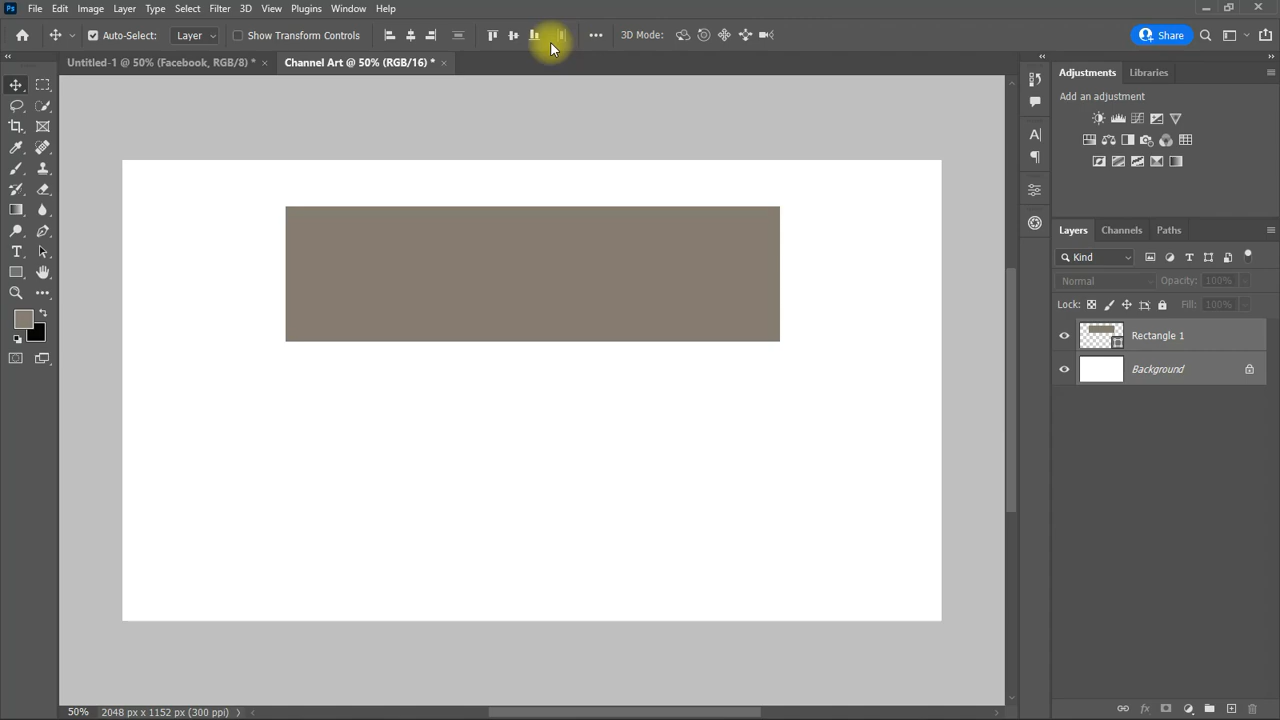 Ps File Edit Image Layer Type Select Filter 3D View Plugins Window Help
Auto-Select: Layer Show Transform Controls 3D Mode: Share
Untitled-1 @ 50% (Facebook, RGB/8) * × Channel Art @ 50% (RGB/16) * ×
Adjustments Libraries
Add an adjustment
Layers Channels Paths
Kind
Normal Opacity: 100%
Lock: Fill: 100%
Rectangle 1
Background
50% 2048 px x 1152 px (300 ppi)